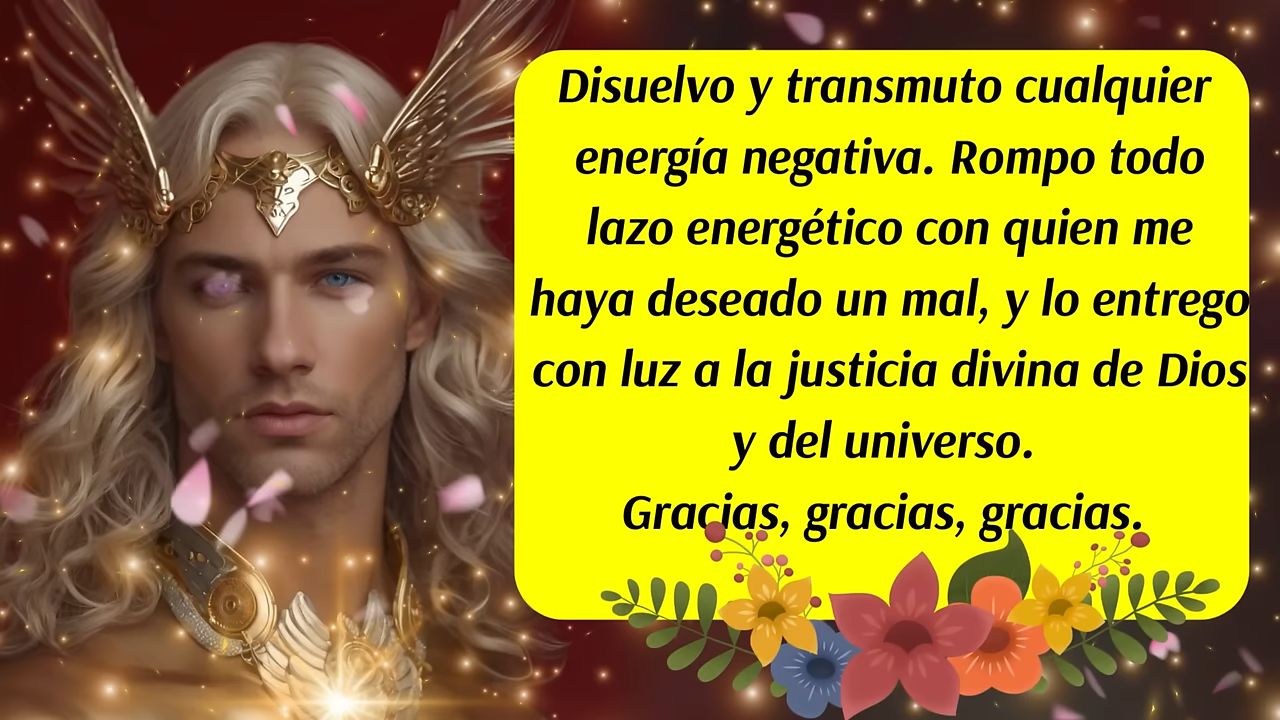 Disuelvo y transmuto cualquier
energía negativa. Rompo todo
lazo energético con quien me
haya deseado un mal, y lo entrego
con luz a la justicia divina de Dios
y del universo.
Gracias, gracias, gracias.